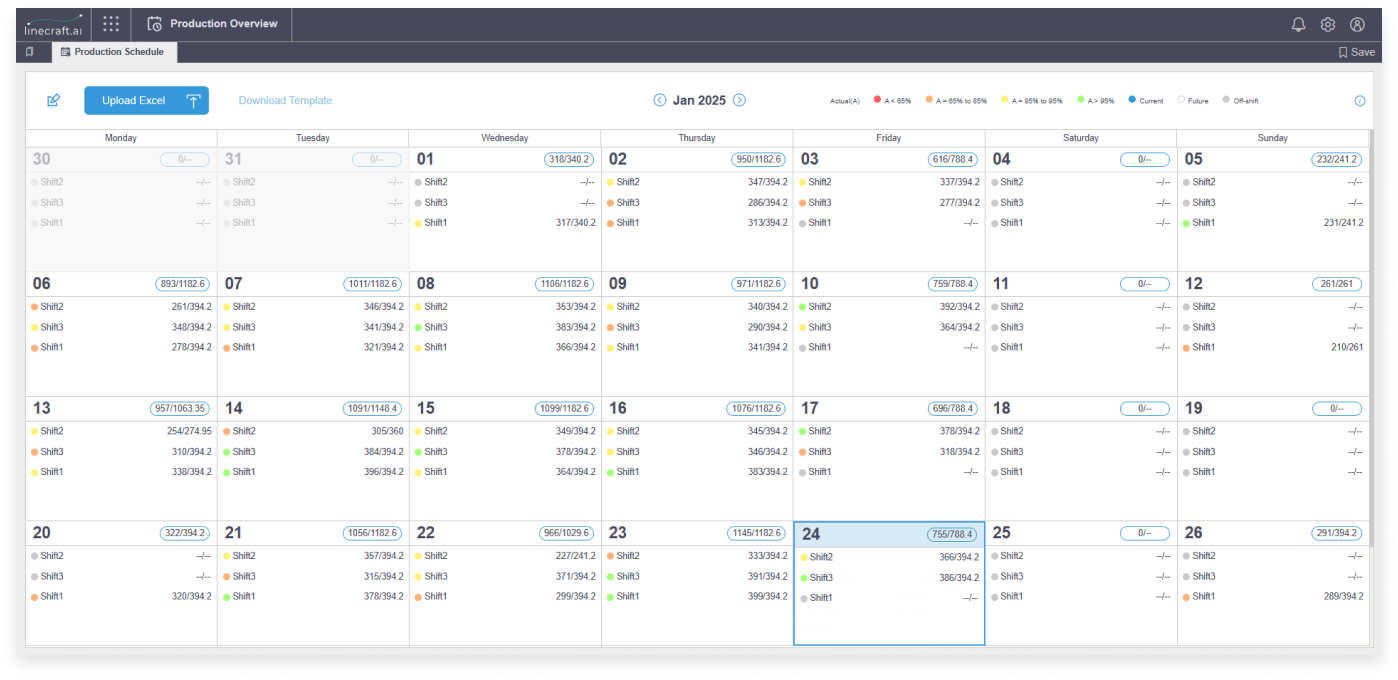 linecraft.ai
Production Overview
Production Schedule
Save
Upload Excel
Download Template
Jan 2025
Actual(A) A < 65% A = 65% to 85% A = 85% to 95% A > 95% Current Future Off-shift
Monday Tuesday Wednesday Thursday Friday Saturday Sunday
30 0/-- 31 0/-- 01 318/340.2 02 950/1182.6 03 616/788.4 04 0/-- 05 232/241.2
Shift2 --/-- Shift2 --/-- Shift2 --/-- Shift2 347/394.2 Shift2 337/394.2 Shift2 --/-- Shift2 --/--
Shift3 --/-- Shift3 --/-- Shift3 --/-- Shift3 286/394.2 Shift3 277/394.2 Shift3 --/-- Shift3 --/--
Shift1 --/-- Shift1 --/-- Shift1 317/340.2 Shift1 313/394.2 Shift1 --/-- Shift1 --/-- Shift1 231/241.2
06 893/1182.6 07 1011/1182.6 08 1106/1182.6 09 971/1182.6 10 759/788.4 11 0/-- 12 261/261
Shift2 261/394.2 Shift2 346/394.2 Shift2 353/394.2 Shift2 340/394.2 Shift2 392/394.2 Shift2 --/-- Shift2 --/--
Shift3 348/394.2 Shift3 341/394.2 Shift3 383/394.2 Shift3 290/394.2 Shift3 364/394.2 Shift3 --/-- Shift3 --/--
Shift1 278/394.2 Shift1 321/394.2 Shift1 366/394.2 Shift1 341/394.2 Shift1 --/-- Shift1 --/-- Shift1 210/261
13 957/1063.35 14 1091/1148.4 15 1099/1182.6 16 1076/1182.6 17 696/788.4 18 0/-- 19 0/--
Shift2 254/274.95 Shift2 305/360 Shift2 349/394.2 Shift2 345/394.2 Shift2 378/394.2 Shift2 --/-- Shift2 --/--
Shift3 310/394.2 Shift3 384/394.2 Shift3 378/394.2 Shift3 346/394.2 Shift3 318/394.2 Shift3 --/-- Shift3 --/--
Shift1 338/394.2 Shift1 396/394.2 Shift1 364/394.2 Shift1 383/394.2 Shift1 --/-- Shift1 --/-- Shift1 --/--
20 322/394.2 21 1056/1182.6 22 966/1029.6 23 1145/1182.6 24 755/788.4 25 0/-- 26 291/394.2
Shift2 --/-- Shift2 357/394.2 Shift2 227/241.2 Shift2 333/394.2 Shift2 366/394.2 Shift2 --/-- Shift2 --/--
Shift3 --/-- Shift3 315/394.2 Shift3 371/394.2 Shift3 391/394.2 Shift3 386/394.2 Shift3 --/-- Shift3 --/--
Shift1 320/394.2 Shift1 378/394.2 Shift1 299/394.2 Shift1 399/394.2 Shift1 --/-- Shift1 --/-- Shift1 289/394.2